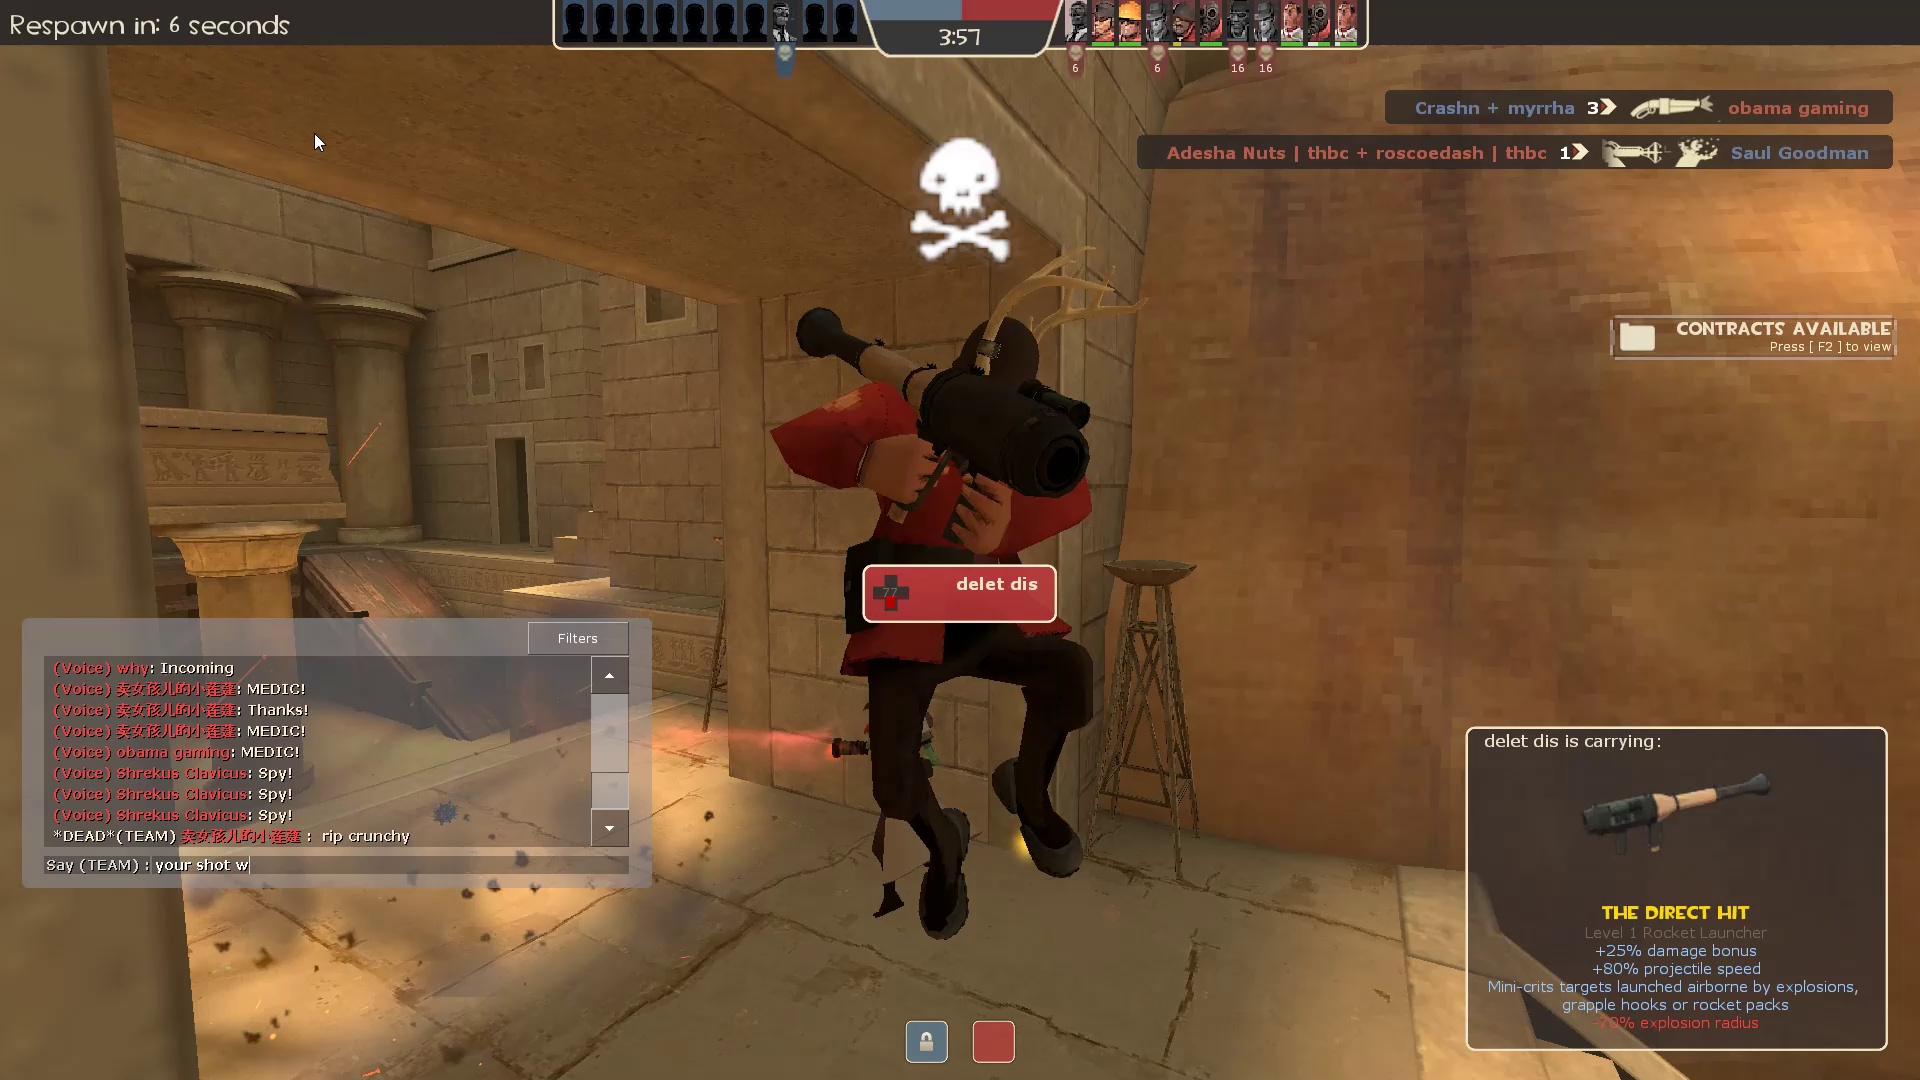 Respawn in: 6 seconds
3:57
6
6
16
16
Crashn + myrrha 3 obama gaming
Adesha Nuts | thbc + roscoedash | thbc 1 Saul Goodman
CONTRACTS AVAILABLE
Press [ F2 ] to view
77
delet dis
Filters
(Voice) why: Incoming
(Voice) 卖女孩儿的小莲蓬: MEDIC!
(Voice) 卖女孩儿的小莲蓬: Thanks!
(Voice) 卖女孩儿的小莲蓬: MEDIC!
(Voice) obama gaming: MEDIC!
(Voice) Shrekus Clavicus: Spy!
(Voice) Shrekus Clavicus: Spy!
(Voice) Shrekus Clavicus: Spy!
*DEAD*(TEAM) 卖女孩儿的小莲蓬 : rip crunchy
Say (TEAM) : your shot w
delet dis is carrying:
THE DIRECT HIT
Level 1 Rocket Launcher
+25% damage bonus
+80% projectile speed
Mini-crits targets launched airborne by explosions,
grapple hooks or rocket packs
-70% explosion radius